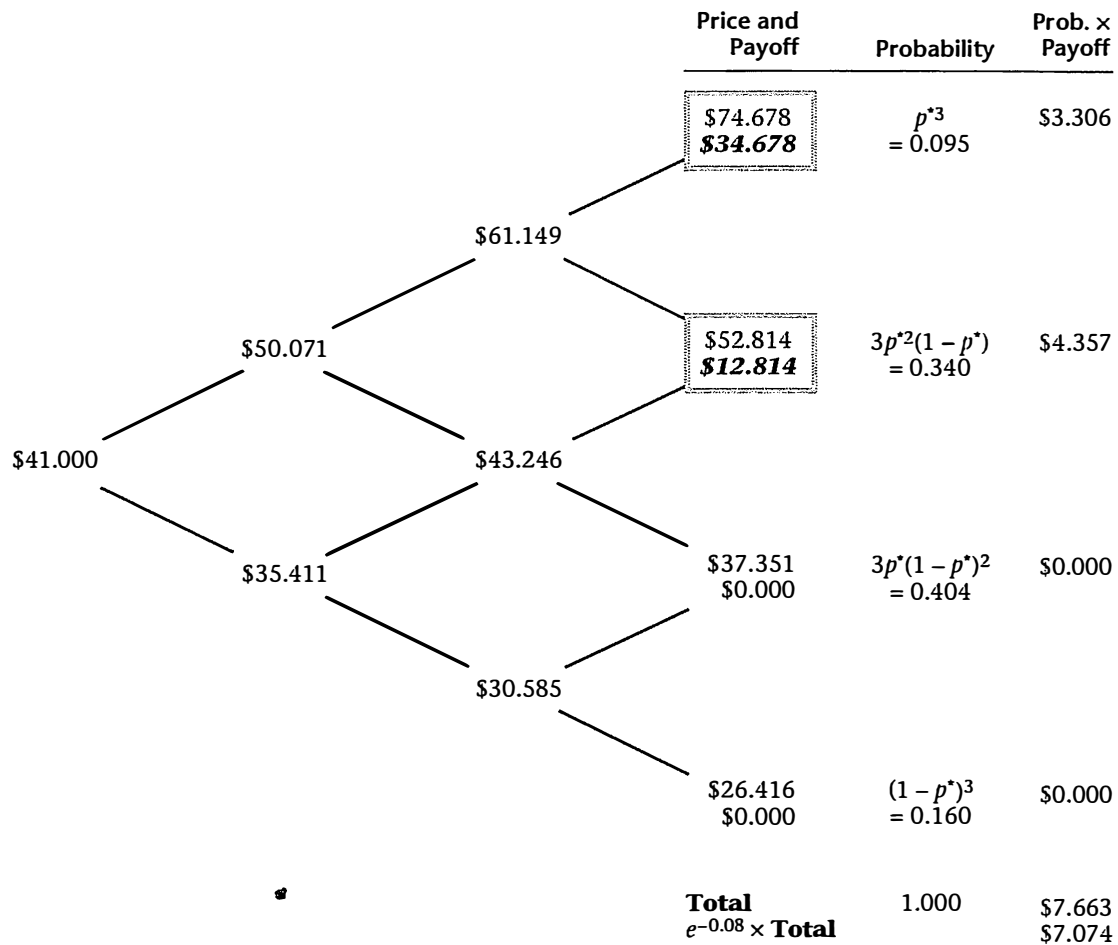 Price and Payoff Probability Prob. × Payoff
$74.678 p*3 $3.306
$34.678 = 0.095
$61.149
$52.814 3p*2(1 – p*) $4.357
$12.814 = 0.340
$50.071
$41.000 $43.246
$37.351 3p*(1 – p*)2 $0.000
$0.000 = 0.404
$35.411
$30.585
$26.416 (1 – p*)3 $0.000
$0.000 = 0.160
Total 1.000 $7.663
e–0.08 × Total $7.074